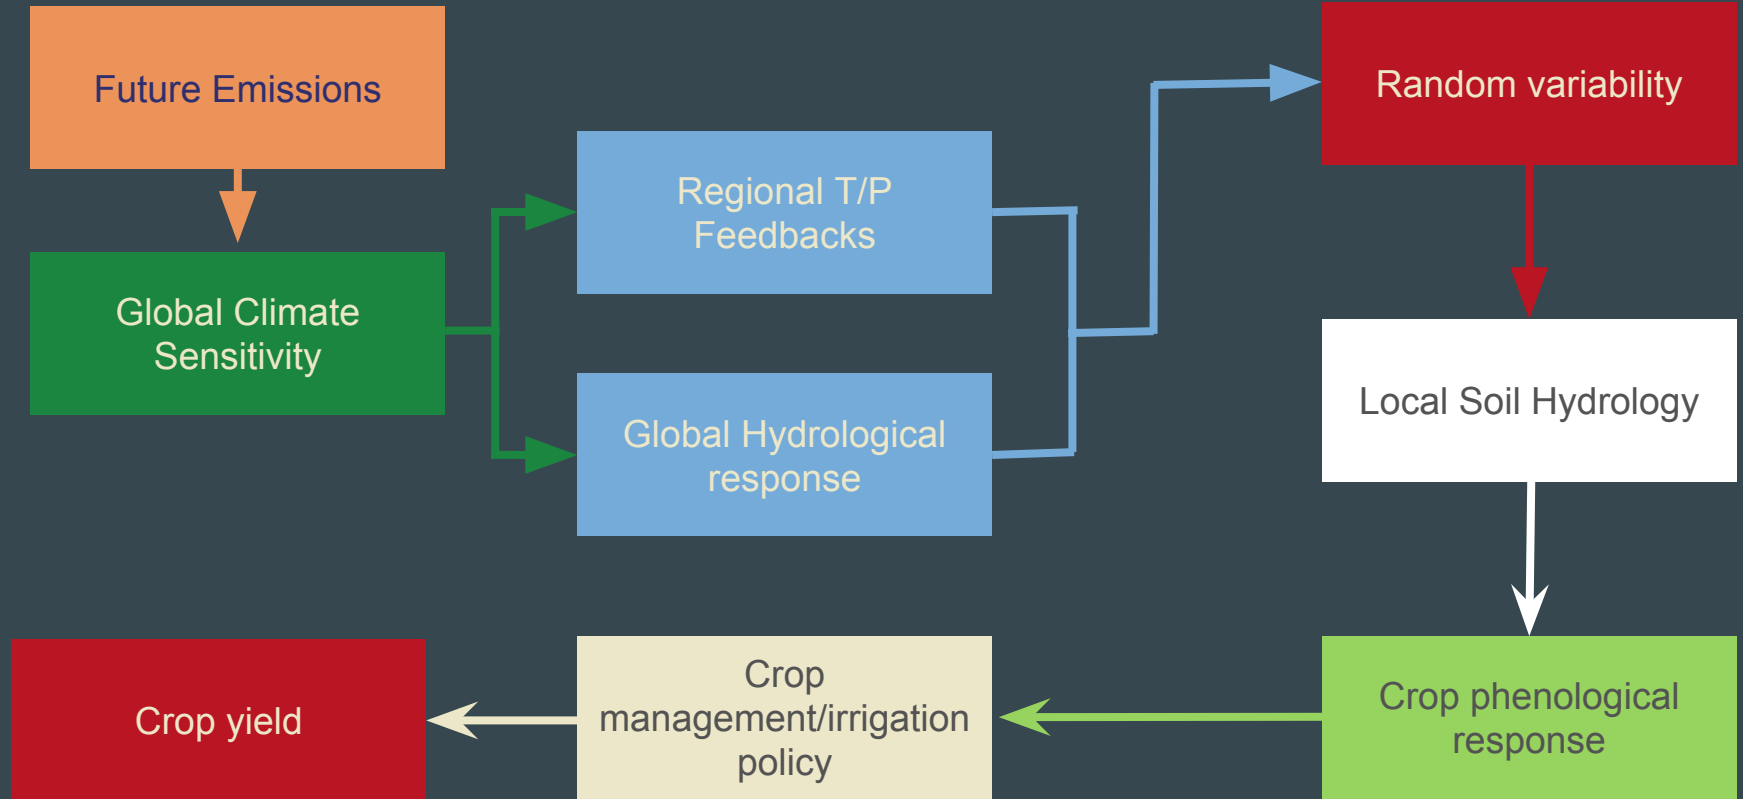 Future Emissions
Global Climate
Sensitivity
Regional T/P
Feedbacks
Global Hydrological
response
Random variability
Local Soil Hydrology
Crop phenological
response
Crop
management/irrigation
policy
Crop yield